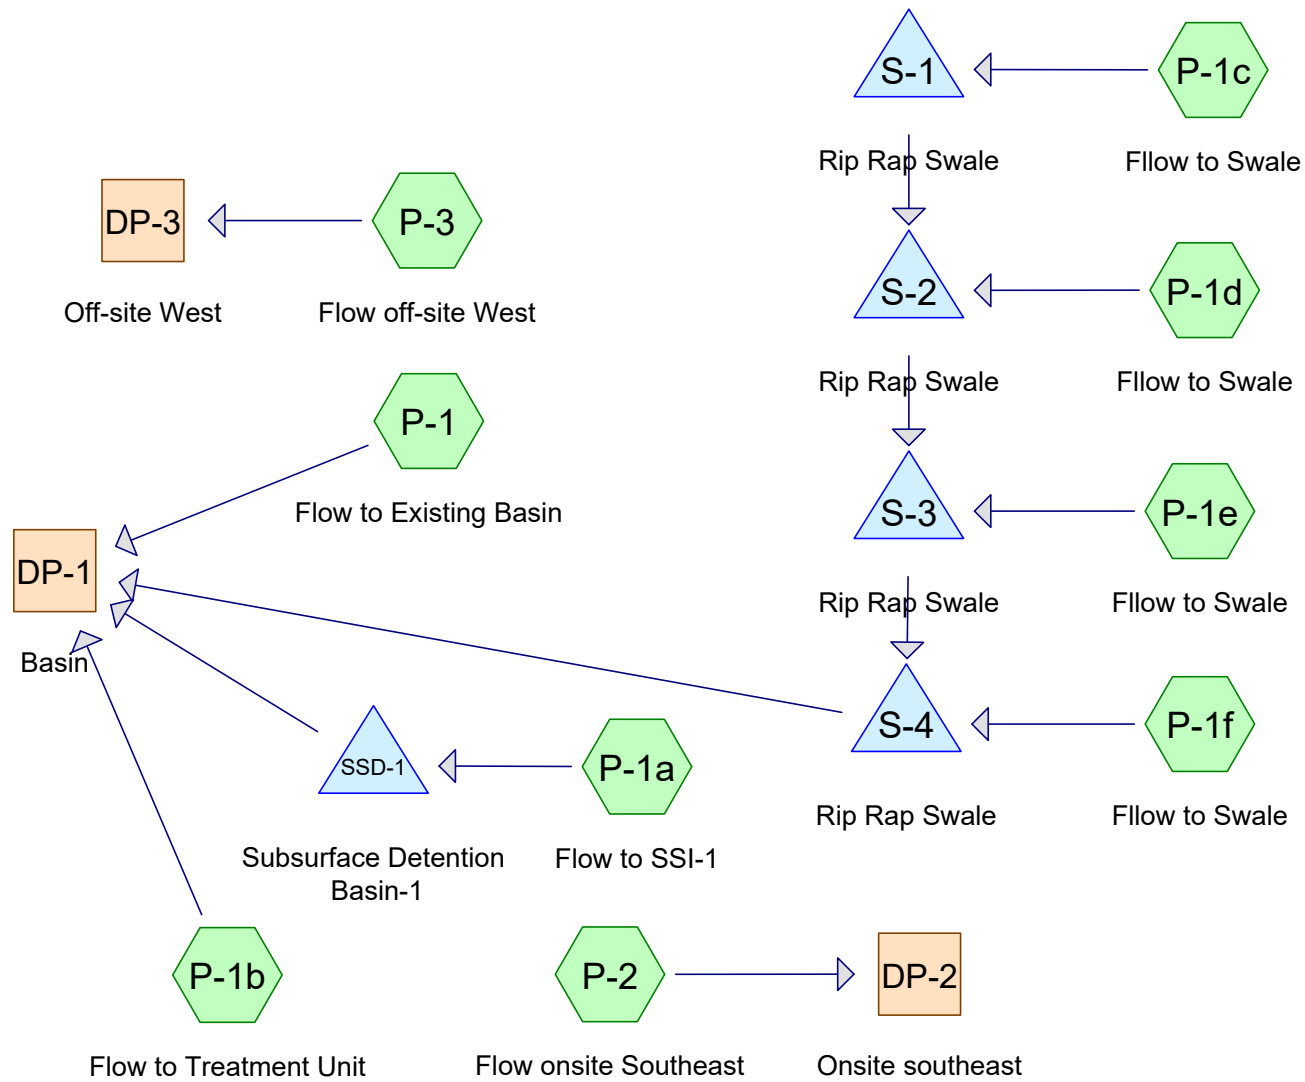 S-1
P-1c
Rip Rap Swale
Fllow to Swale
DP-3
P-3
Off-site West
Flow off-site West
S-2
P-1d
Rip Rap Swale
Fllow to Swale
P-1
Flow to Existing Basin
S-3
P-1e
Rip Rap Swale
Fllow to Swale
DP-1
Basin
S-4
P-1f
Rip Rap Swale
Fllow to Swale
SSD-1
P-1a
Subsurface Detention
Basin-1
Flow to SSI-1
P-1b
P-2
DP-2
Flow to Treatment Unit
Flow onsite Southeast
Onsite southeast